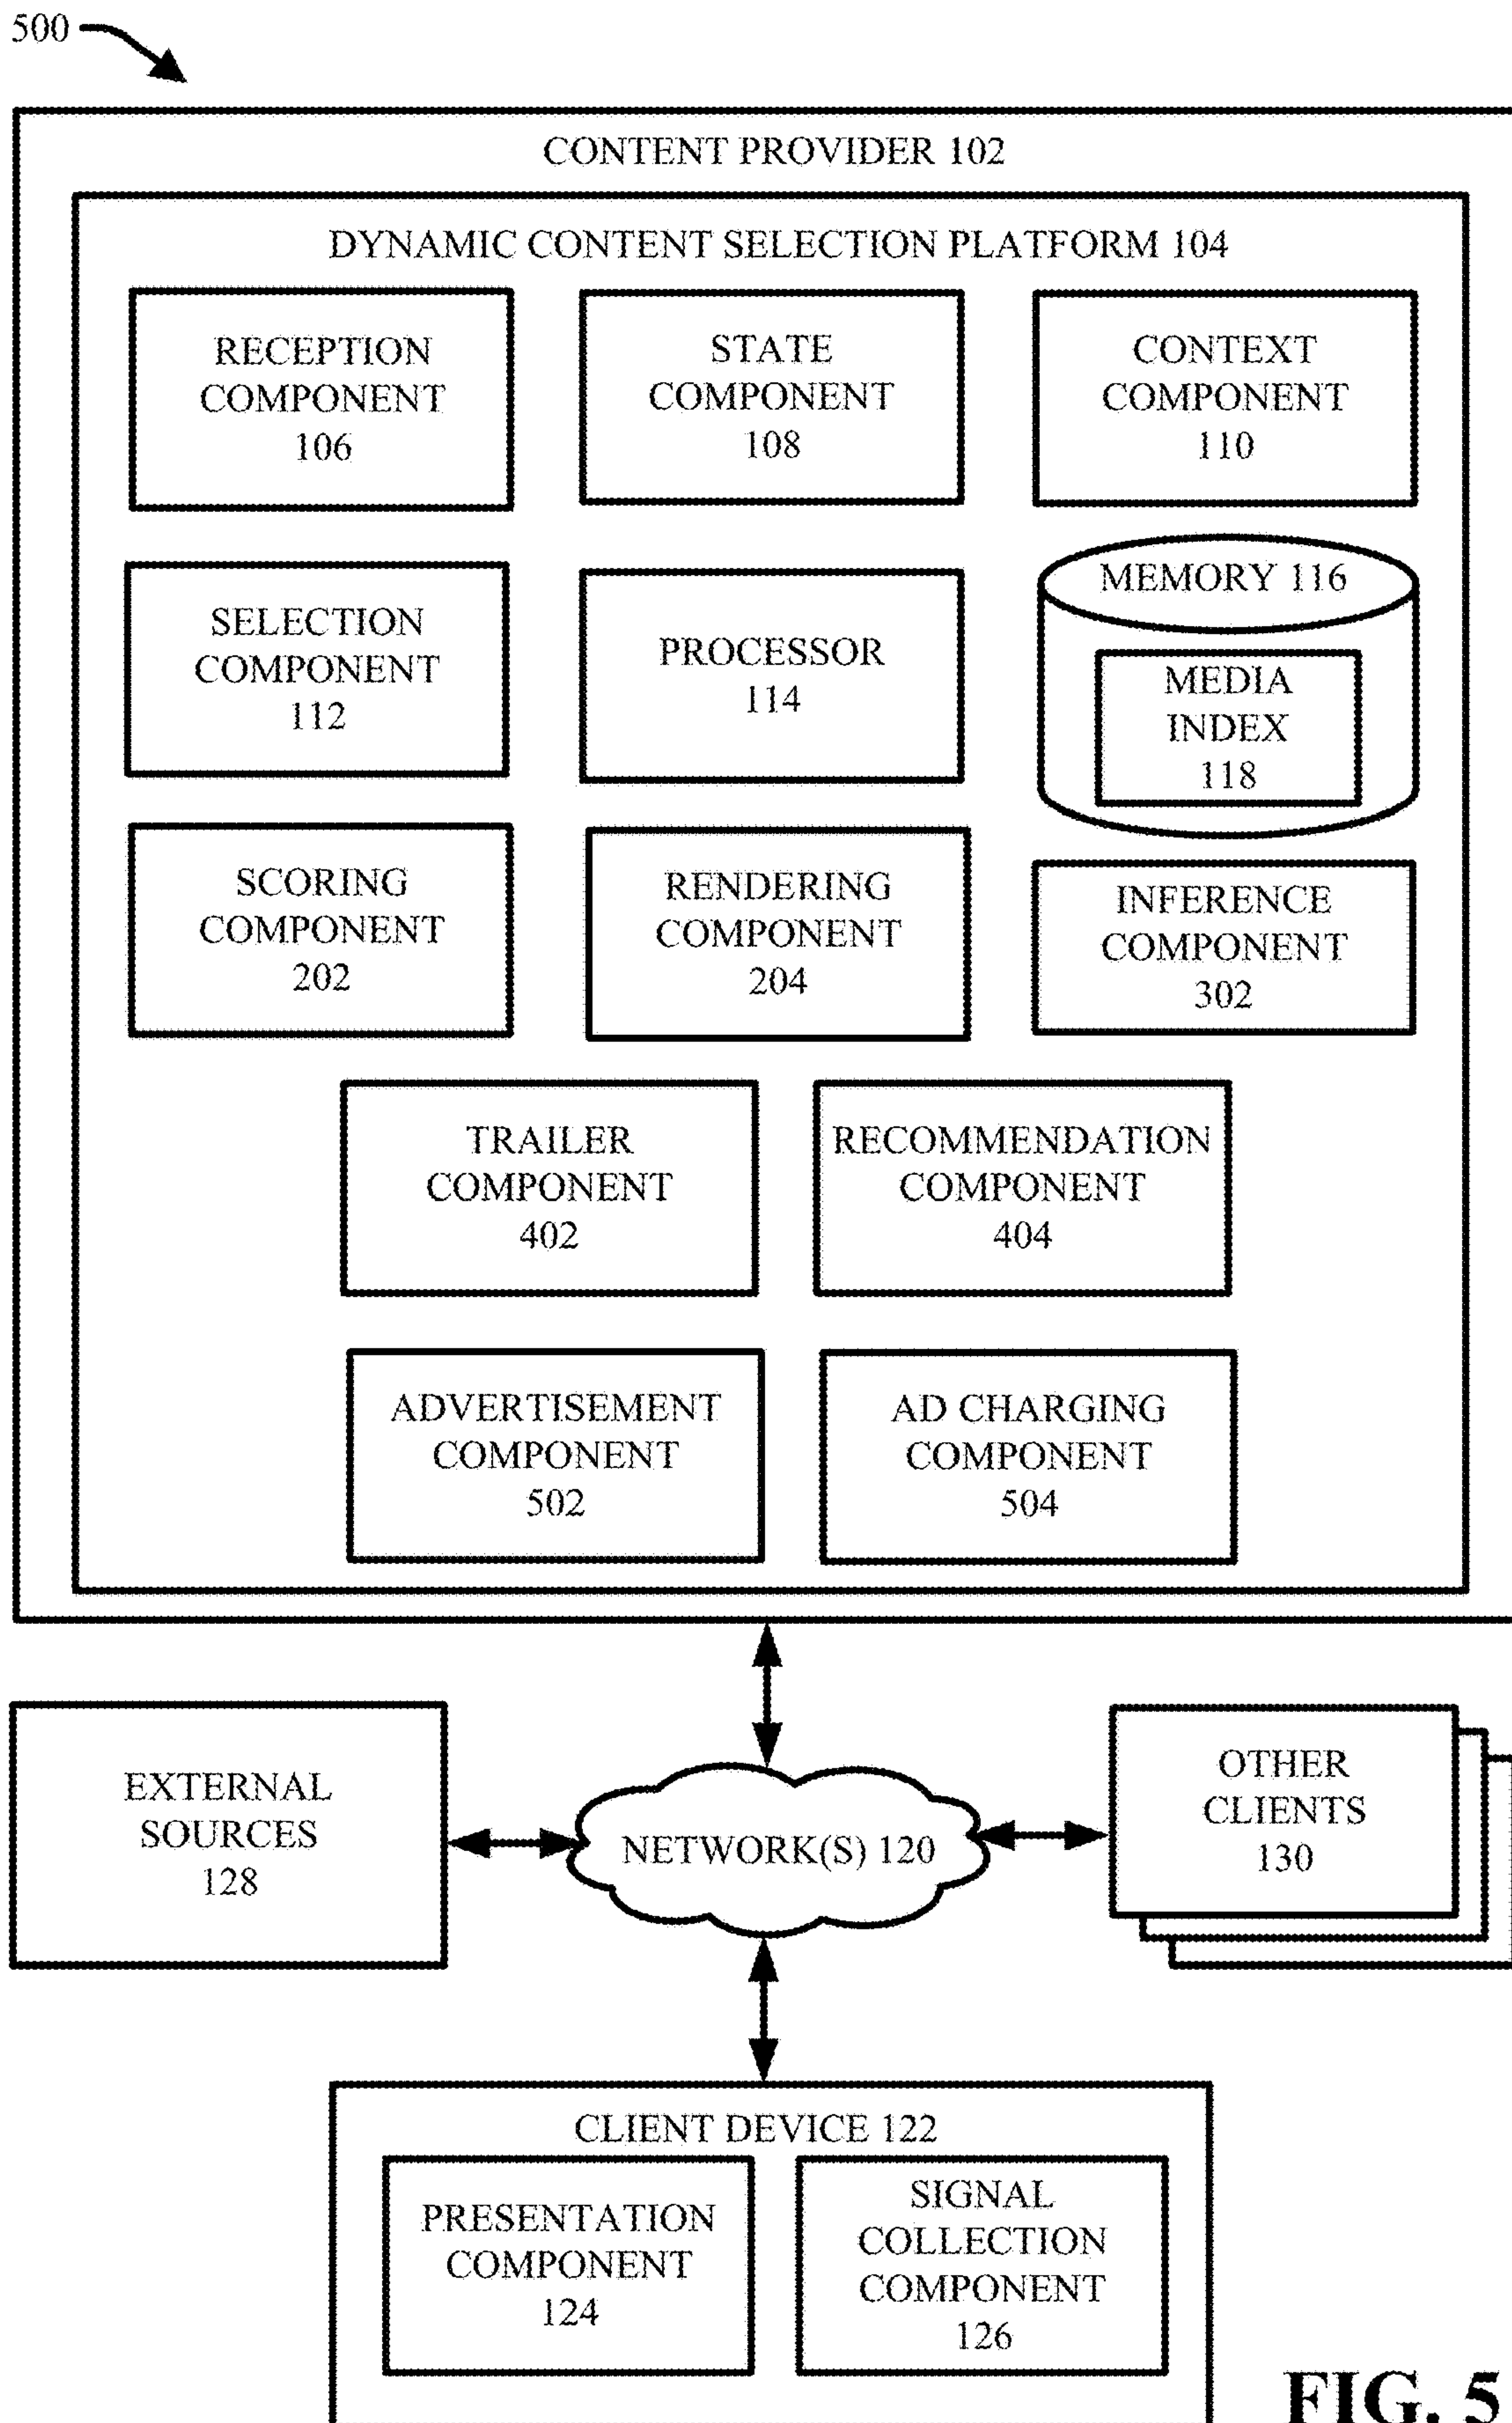 500
CONTENT PROVIDER 102
DYNAMIC CONTENT SELECTION PLATFORM 104
RECEPTION
COMPONENT
106
STATE
COMPONENT
108
CONTEXT
COMPONENT
110
SELECTION
COMPONENT
112
PROCESSOR
114
MEMORY 116
MEDIA
INDEX
118
SCORING
COMPONENT
202
RENDERING
COMPONENT
204
INFERENCE
COMPONENT
302
TRAILER
COMPONENT
402
RECOMMENDATION
COMPONENT
404
ADVERTISEMENT
COMPONENT
502
AD CHARGING
COMPONENT
504
EXTERNAL
SOURCES
128
NETWORK(S) 120
OTHER
CLIENTS
130
CLIENT DEVICE 122
PRESENTATION
COMPONENT
124
SIGNAL
COLLECTION
COMPONENT
126
FIG. 5